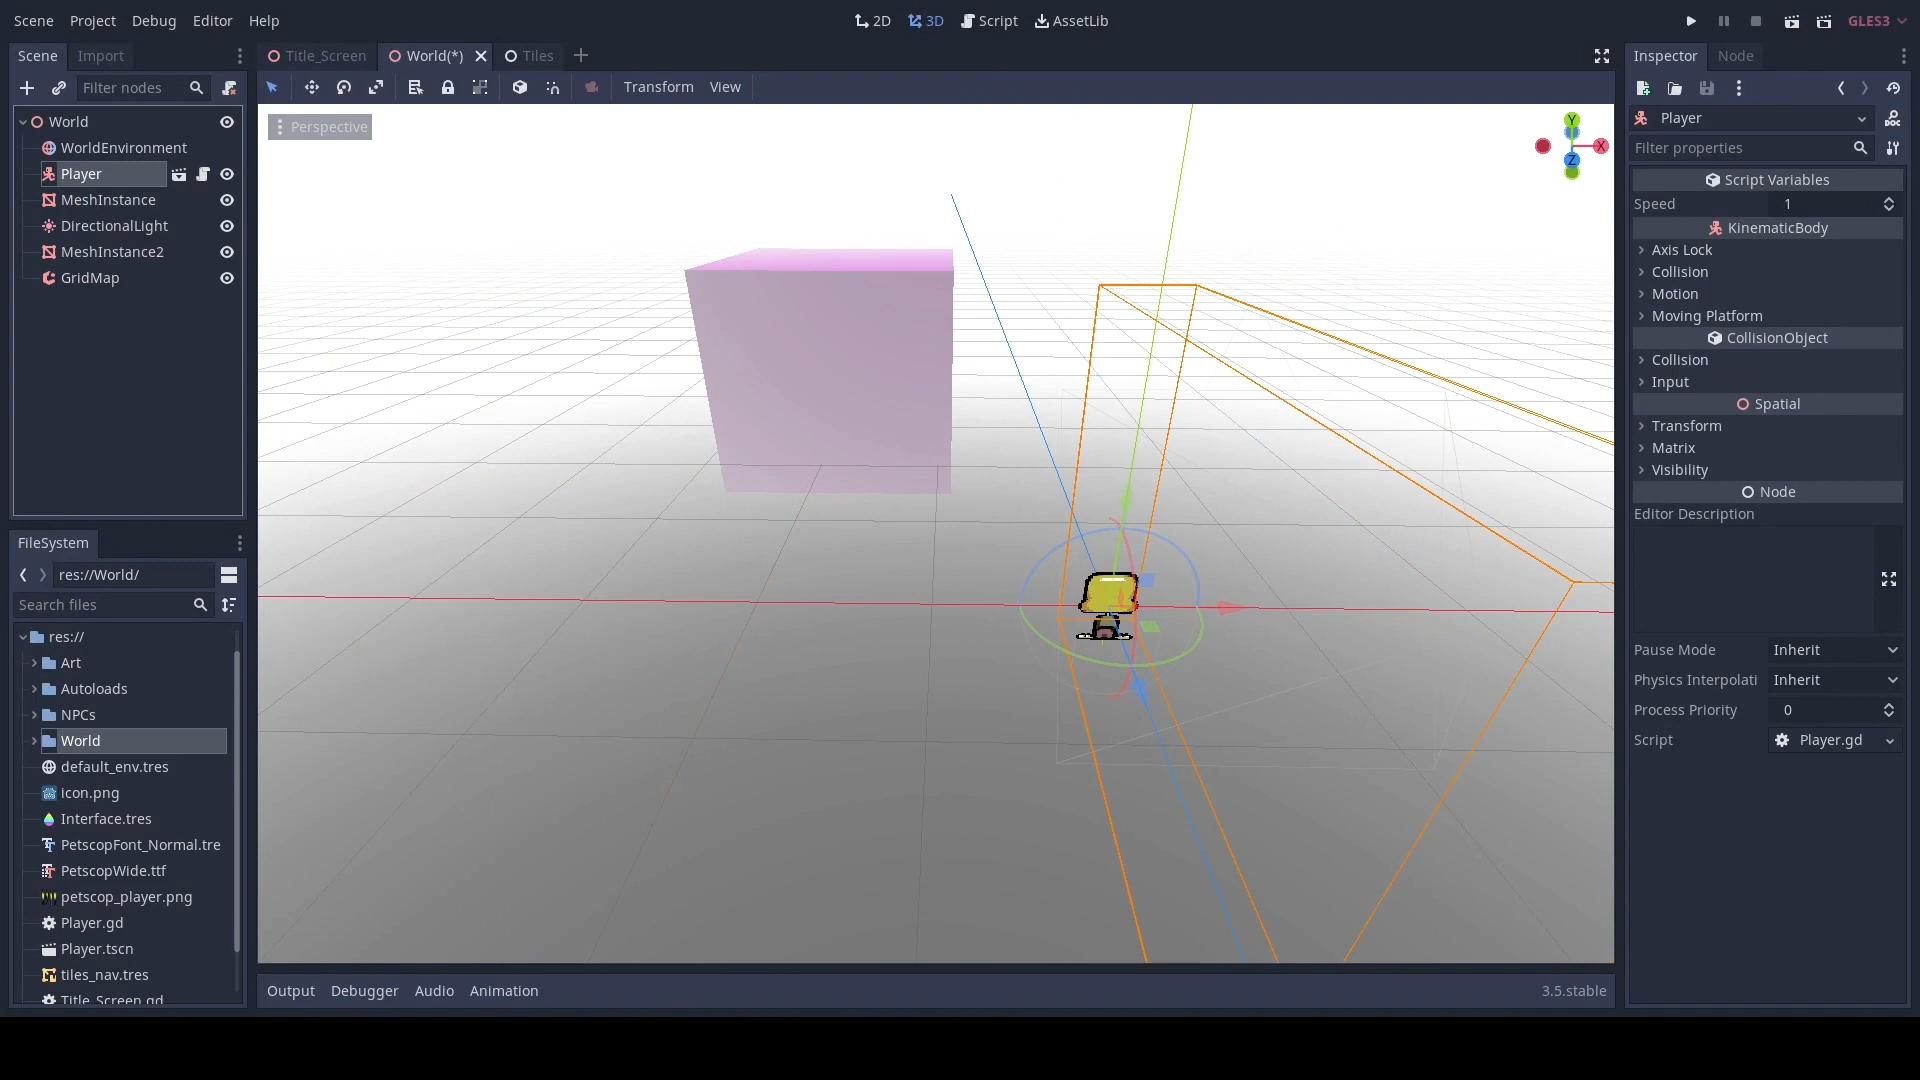 Scene Project Debug Editor Help
2D 3D Script AssetLib
GLES3
Scene Import
Filter nodes
World
WorldEnvironment
Player
MeshInstance
DirectionalLight
MeshInstance2
GridMap
FileSystem
res://World/
Search files
res://
Art
Autoloads
NPCs
World
default_env.tres
icon.png
Interface.tres
PetscopFont_Normal.tre
PetscopWide.ttf
petscop_player.png
Player.gd
Player.tscn
tiles_nav.tres
Title_Screen.gd
Title_Screen World(*) Tiles
Transform View
Perspective
Y
X
Z
Output Debugger Audio Animation
3.5.stable
Inspector Node
Player
Filter properties
Script Variables
Speed 1
KinematicBody
Axis Lock
Collision
Motion
Moving Platform
CollisionObject
Collision
Input
Spatial
Transform
Matrix
Visibility
Node
Editor Description
Pause Mode Inherit
Physics Interpolati Inherit
Process Priority 0
Script Player.gd